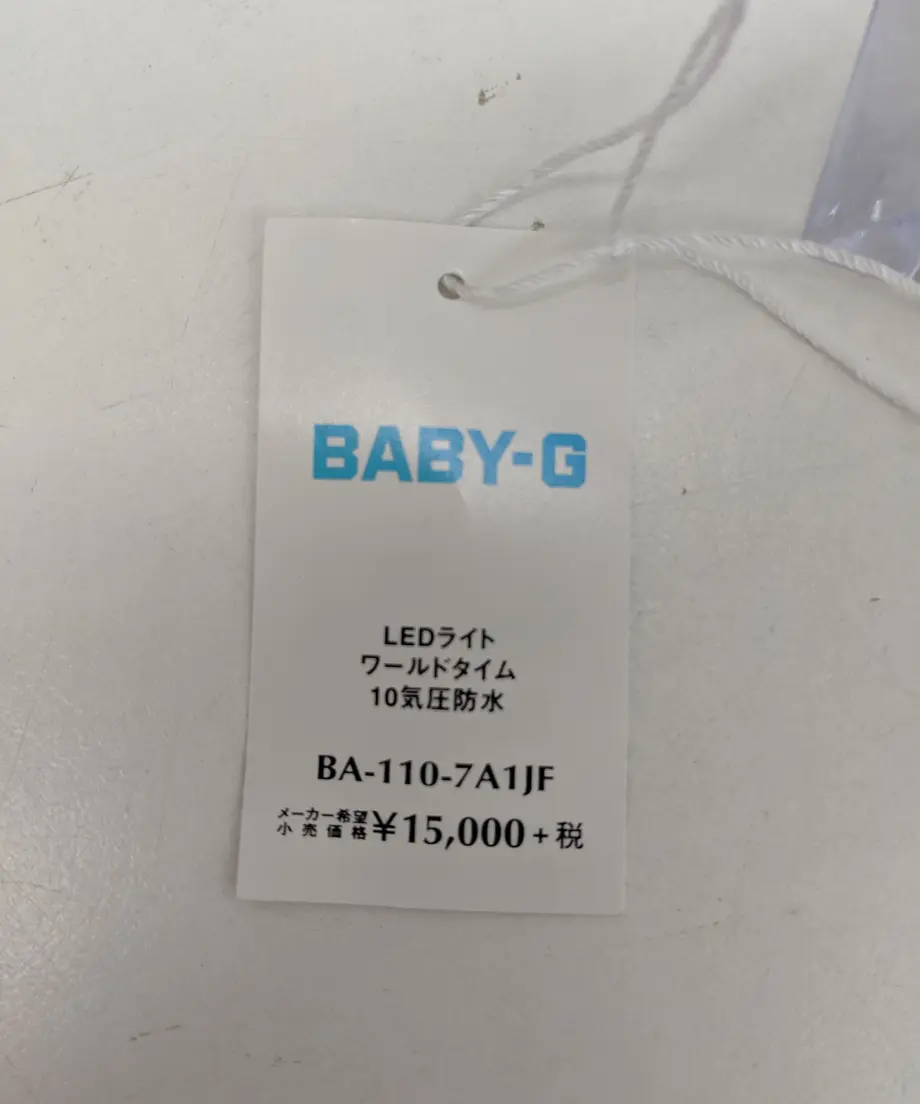 BABY-G
LEDライト
ワールドタイム
10気圧防水
BA-110-7A1JF
メーカー希望
小売価格 ¥15,000+税